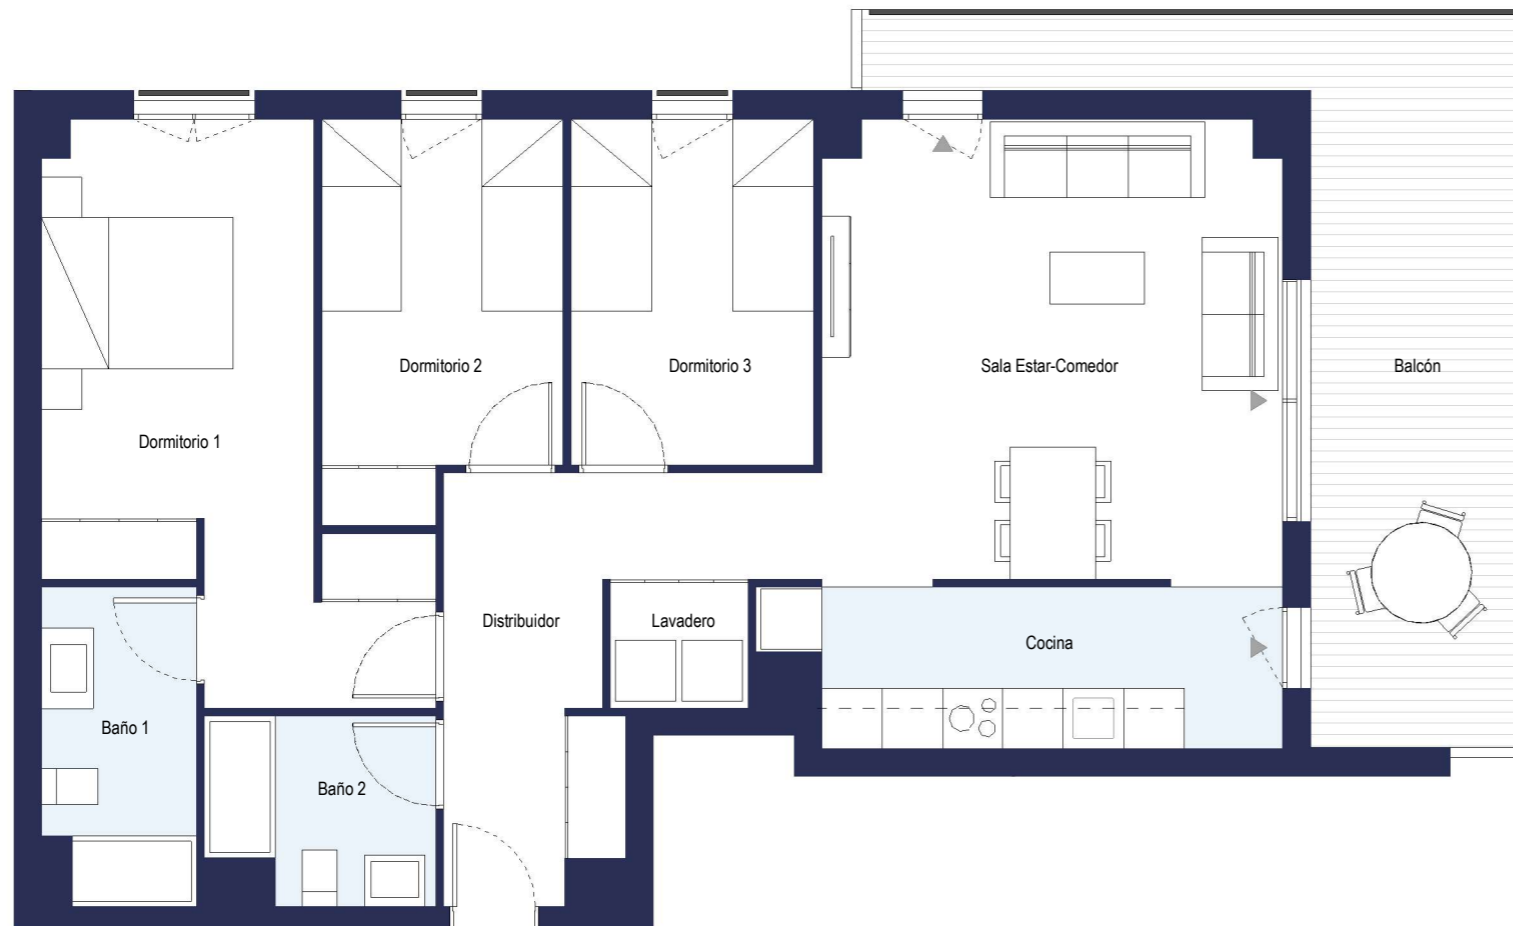 Dormitorio 2
Dormitorio 3
Sala Estar-Comedor
Balcón
Dormitorio 1
Distribuidor
Lavadero
Cocina
Baño 1
Baño 2